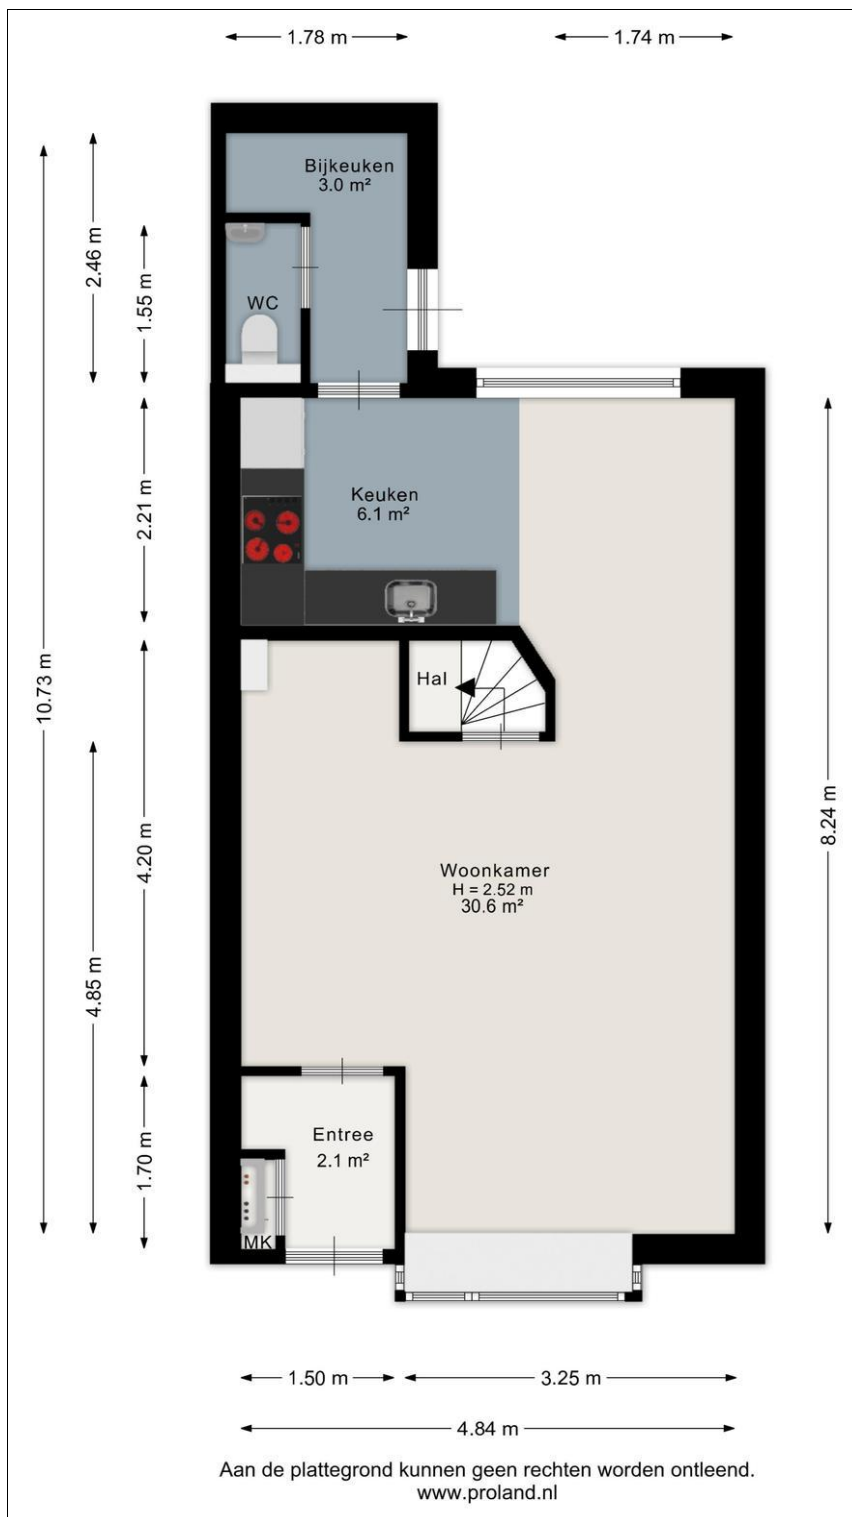 1.78 m
1.74 m
Bijkeuken
3.0 m²
2.46 m
1.55 m
WC
2.21 m
Keuken
6.1 m²
Hal
10.73 m
8.24 m
4.20 m
Woonkamer
H = 2.52 m
30.6 m²
4.85 m
Entree
2.1 m²
1.70 m
MK
1.50 m
3.25 m
4.84 m
Aan de plattegrond kunnen geen rechten worden ontleend.
www.proland.nl